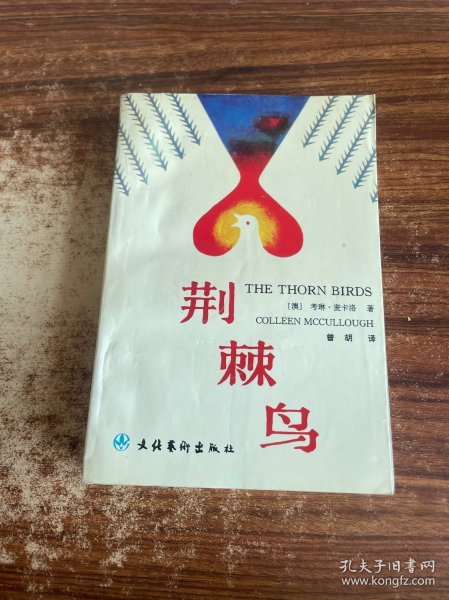 THE THORN BIRDS
[澳] 考琳·麦卡洛 著
COLLEEN MCCULLOUGH
曾胡 译
荆
棘
鸟
文化艺术出版社
孔夫子旧书网
www.kongfz.com